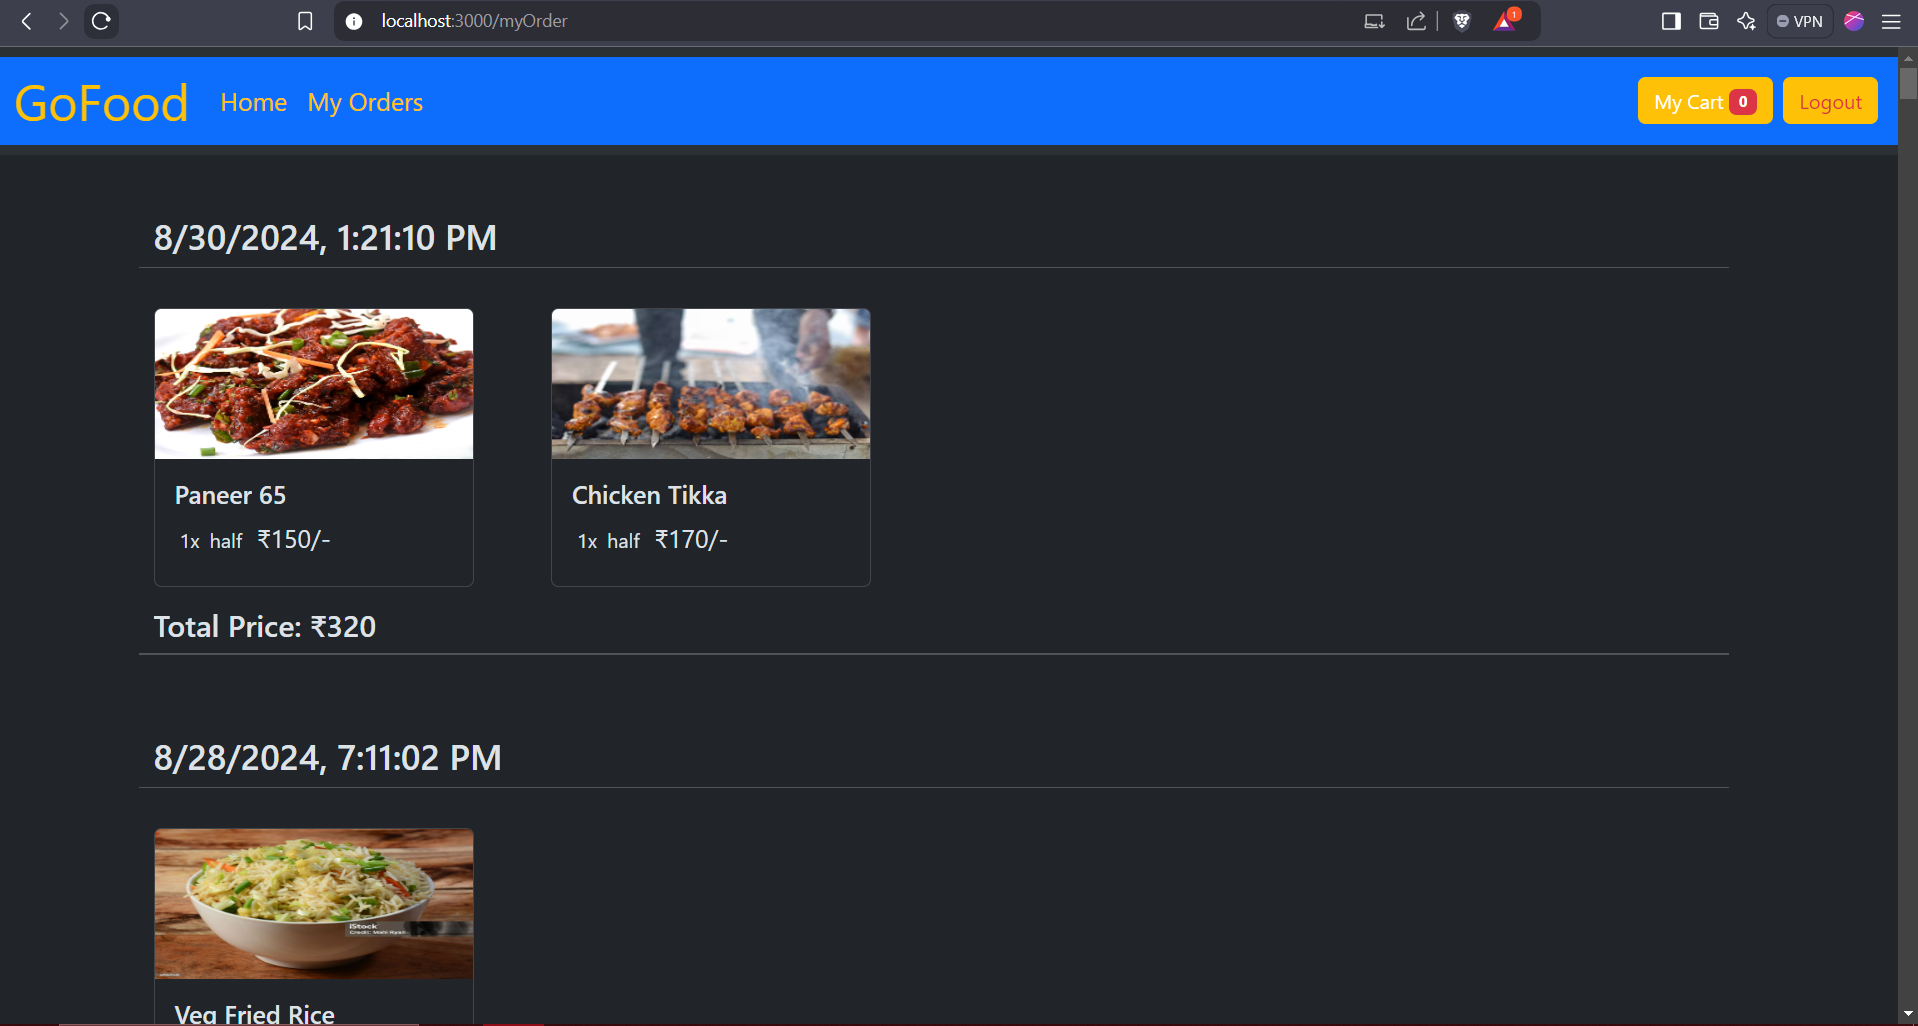 localhost:3000/myOrder
1
VPN
GoFood
Home
My Orders
My Cart 0
Logout
8/30/2024, 1:21:10 PM
Paneer 65
1x half ₹150/-
Chicken Tikka
1x half ₹170/-
Total Price: ₹320
8/28/2024, 7:11:02 PM
iStock
Veg Fried Rice